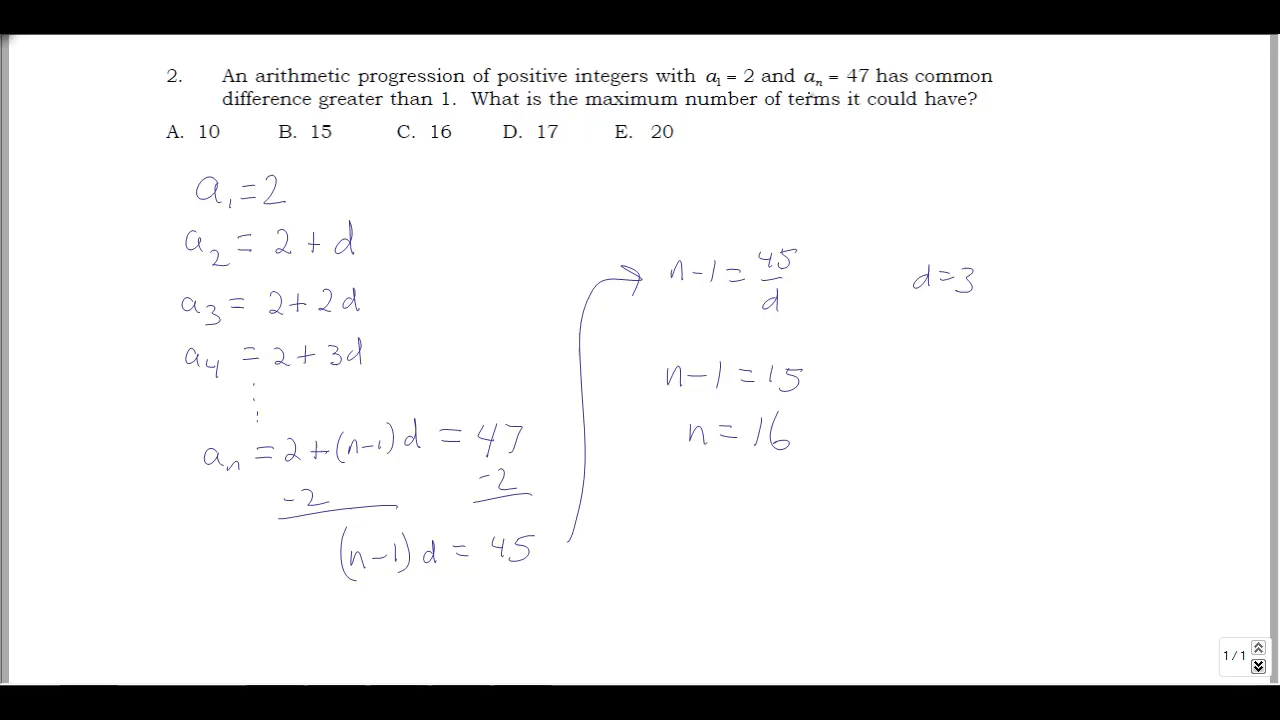 2. An arithmetic progression of positive integers with a₁ = 2 and aₙ = 47 has common
difference greater than 1. What is the maximum number of terms it could have?
A. 10 B. 15 C. 16 D. 17 E. 20
a₁ = 2
a₂ = 2 + d
a₃ = 2 + 2d
a₄ = 2 + 3d
⋮
aₙ = 2 + (n-1)d = 47
-2 -2
(n-1)d = 45
n-1 = 45/d d=3
n-1 = 15
n = 16
1 / 1